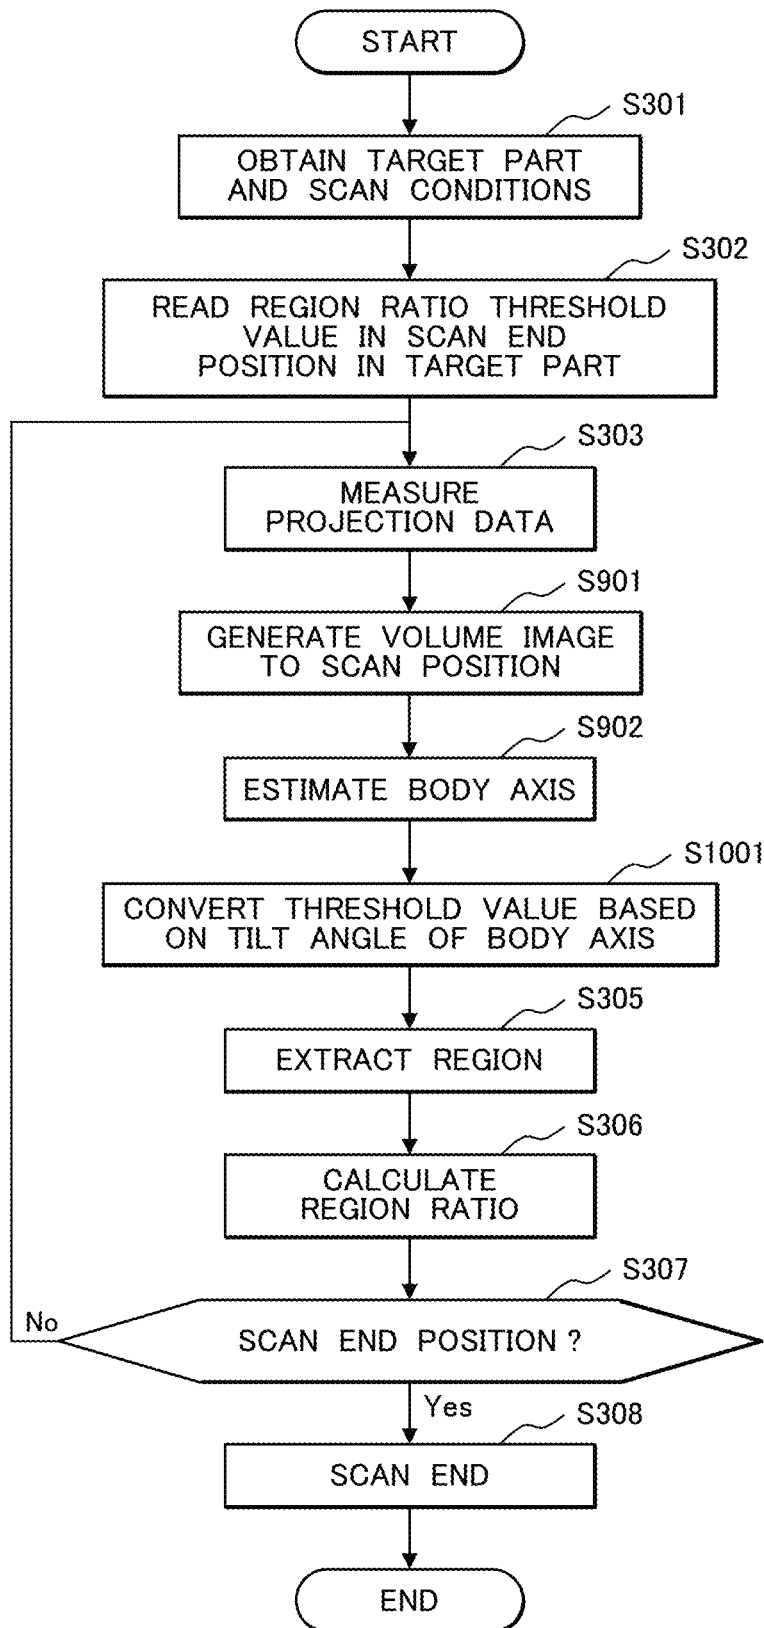 START
S301
OBTAIN TARGET PART
AND SCAN CONDITIONS
S302
READ REGION RATIO THRESHOLD
VALUE IN SCAN END
POSITION IN TARGET PART
S303
MEASURE
PROJECTION DATA
S901
GENERATE VOLUME IMAGE
TO SCAN POSITION
S902
ESTIMATE BODY AXIS
S1001
CONVERT THRESHOLD VALUE BASED
ON TILT ANGLE OF BODY AXIS
S305
EXTRACT REGION
S306
CALCULATE
REGION RATIO
S307
No
SCAN END POSITION?
Yes
S308
SCAN END
END